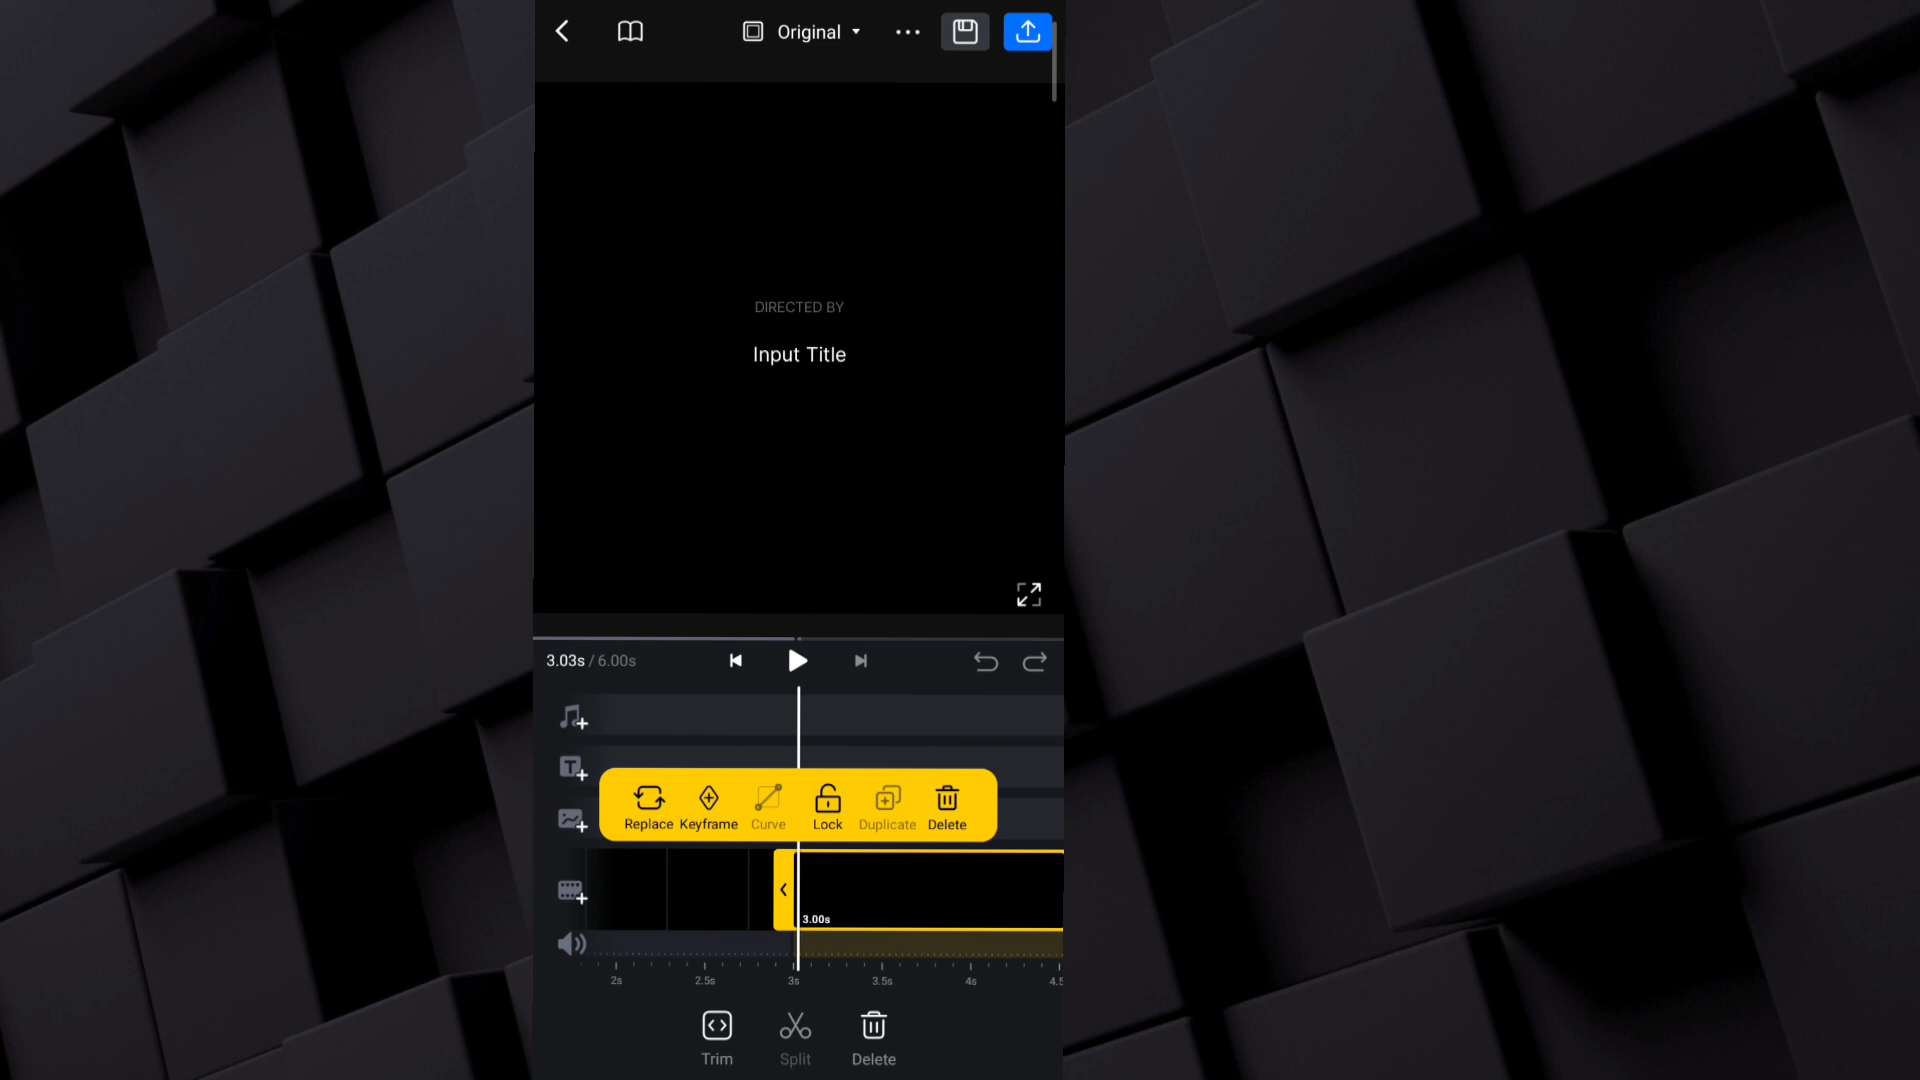 Original
DIRECTED BY
Input Title
3.03s / 6.00s
Replace Keyframe Curve Lock Duplicate Delete
3.00s
2s 2.5s 3s 3.5s 4s 4.5
Trim Split Delete